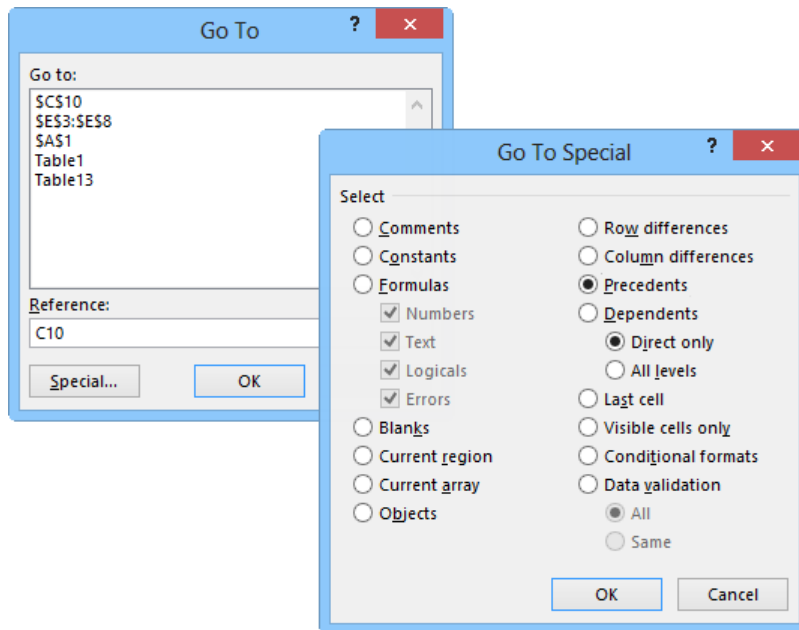 Go To
?
Go to:
$C$10
$E$3:$E$8
$A$1
Table1
Table13
Reference:
C10
Special...
OK
Go To Special
?
Select
Comments
Constants
Formulas
Numbers
Text
Logicals
Errors
Blanks
Current region
Current array
Objects
Row differences
Column differences
Precedents
Dependents
Direct only
All levels
Last cell
Visible cells only
Conditional formats
Data validation
All
Same
OK
Cancel